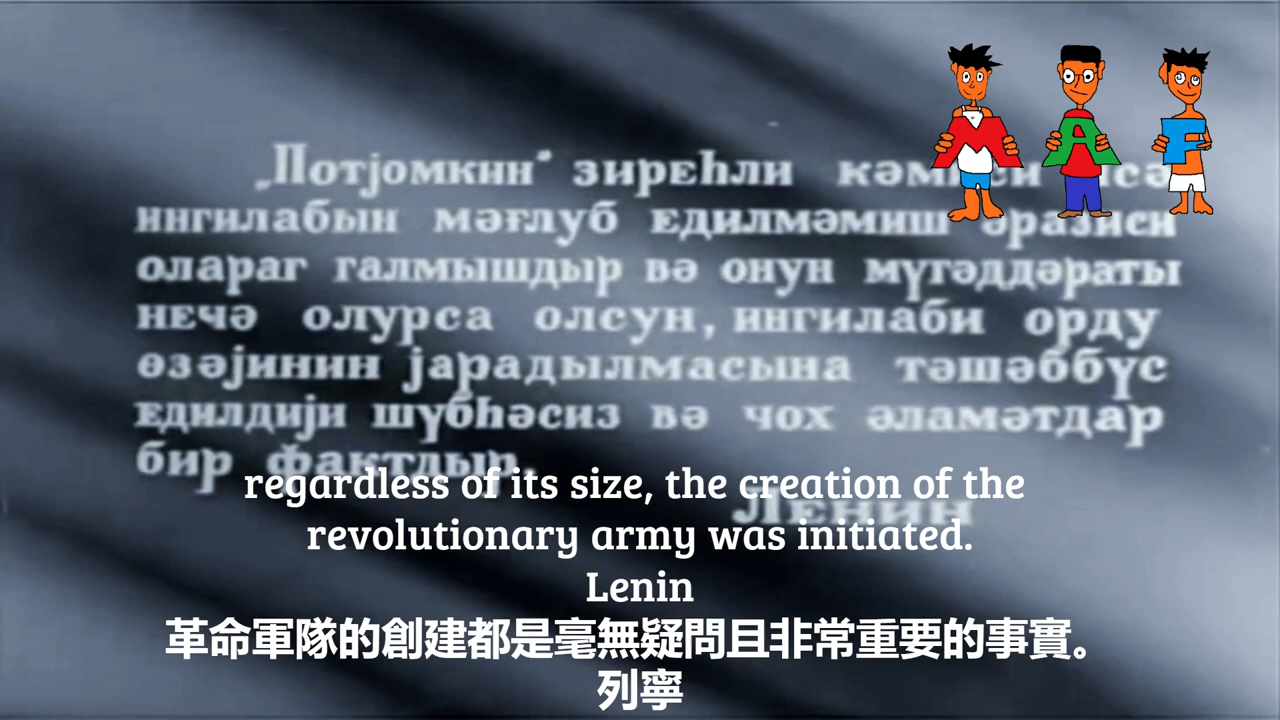 M A F
„Потјомкин" зирећли
ингилабын мәғлуб едилмәмиш әразиси
олараг галмышдыр вә онун мүгәддәраты
нечә олурса олсун, ингилаби орду
өзәјинин јарадылмасына тәшәббүс
едилдији шүбһәсиз вә чох әламәтдар
бир фактдыр.
Ленин
regardless of its size, the creation of the
revolutionary army was initiated.
Lenin
革命軍隊的創建都是毫無疑問且非常重要的事實。
列寧